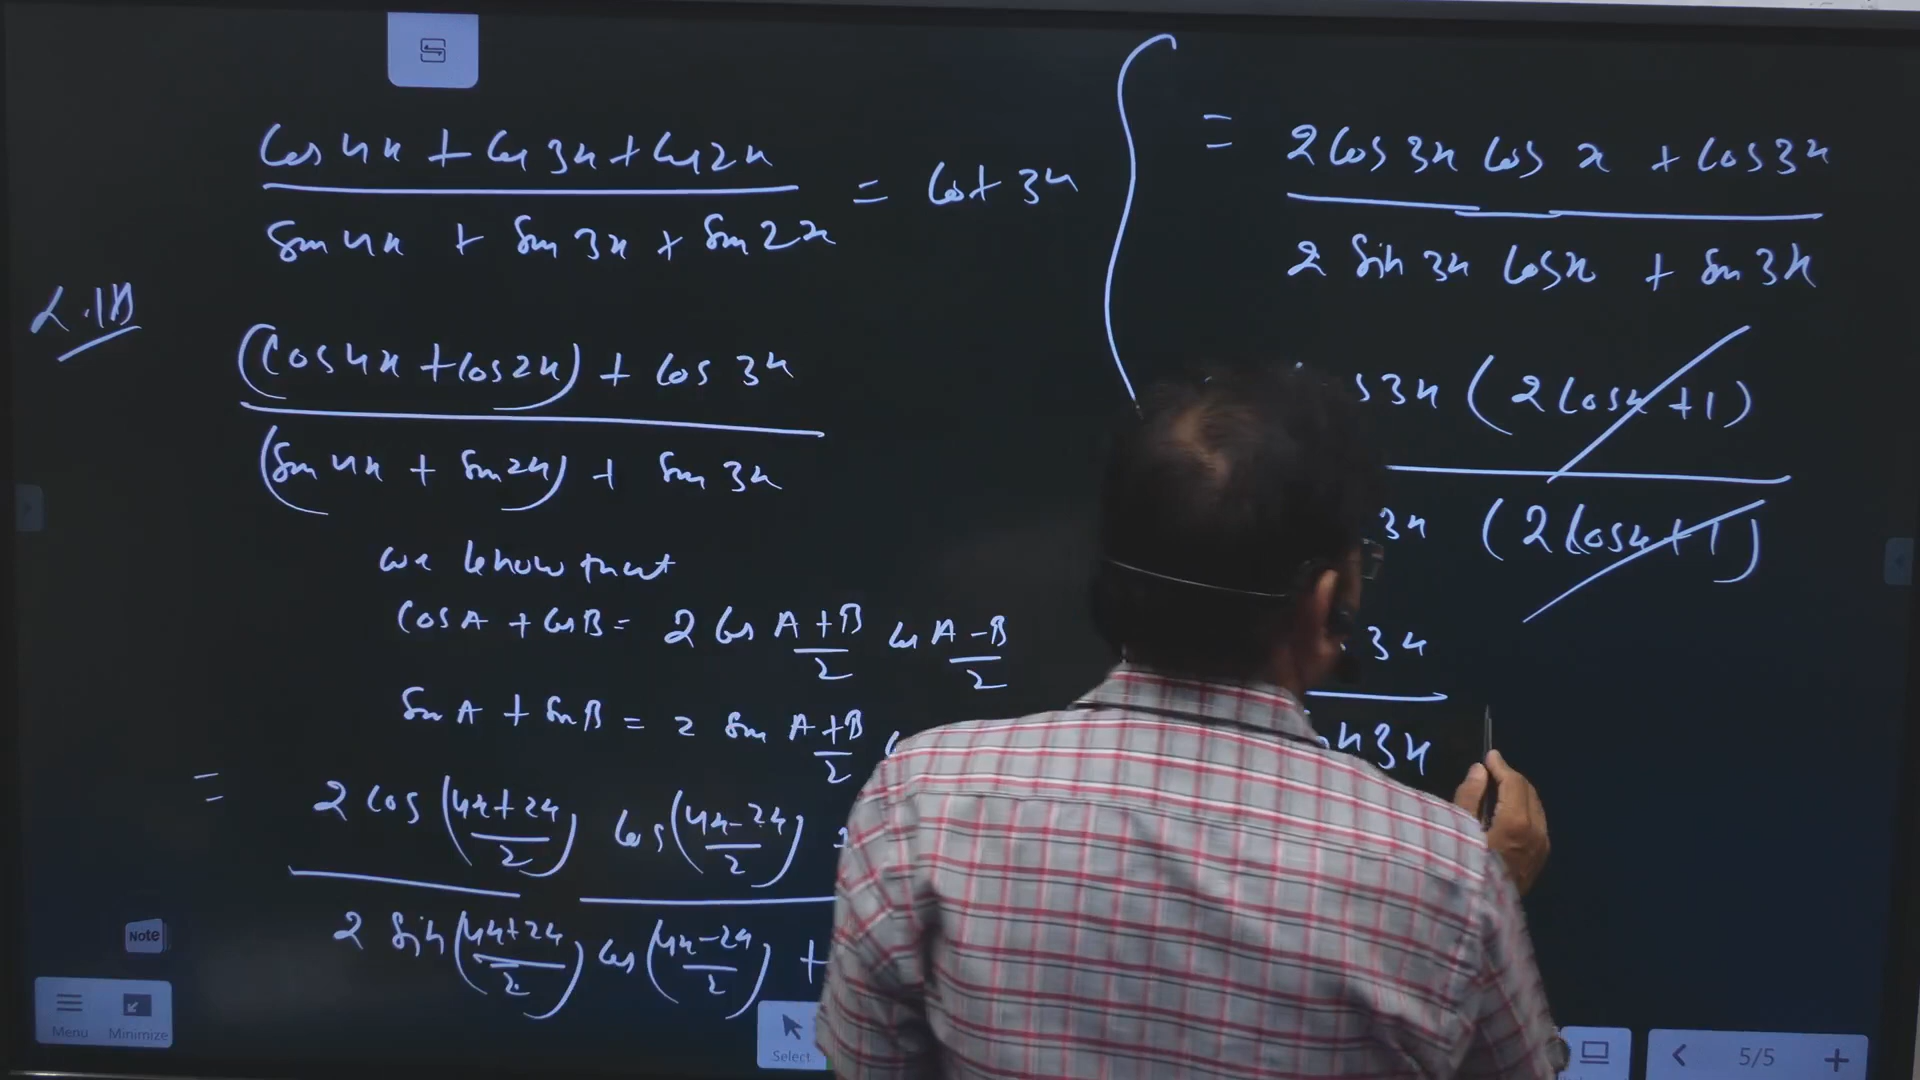 cos 4x + cos 3x + cos 2x
sin 4x + sin 3x + sin 2x
= cot 3x
L.H
(cos 4x + cos 2x) + cos 3x
(sin 4x + sin 2x) + sin 3x
we know that
cos A + cos B = 2 cos A+B/2 cos A-B/2
sin A + sin B = 2 sin A+B/2
= 2 cos (4x+2x/2) cos (4x-2x/2)
2 sin (4x+2x/2) cos (4x-2x/2) +
= 2 cos 3x cos x + cos 3x
2 sin 3x cos x + sin 3x
3x (2 cos x + 1)
3x (2 cos x + 1)
3x
3x
Note
Menu
Minimize
Select
5/5